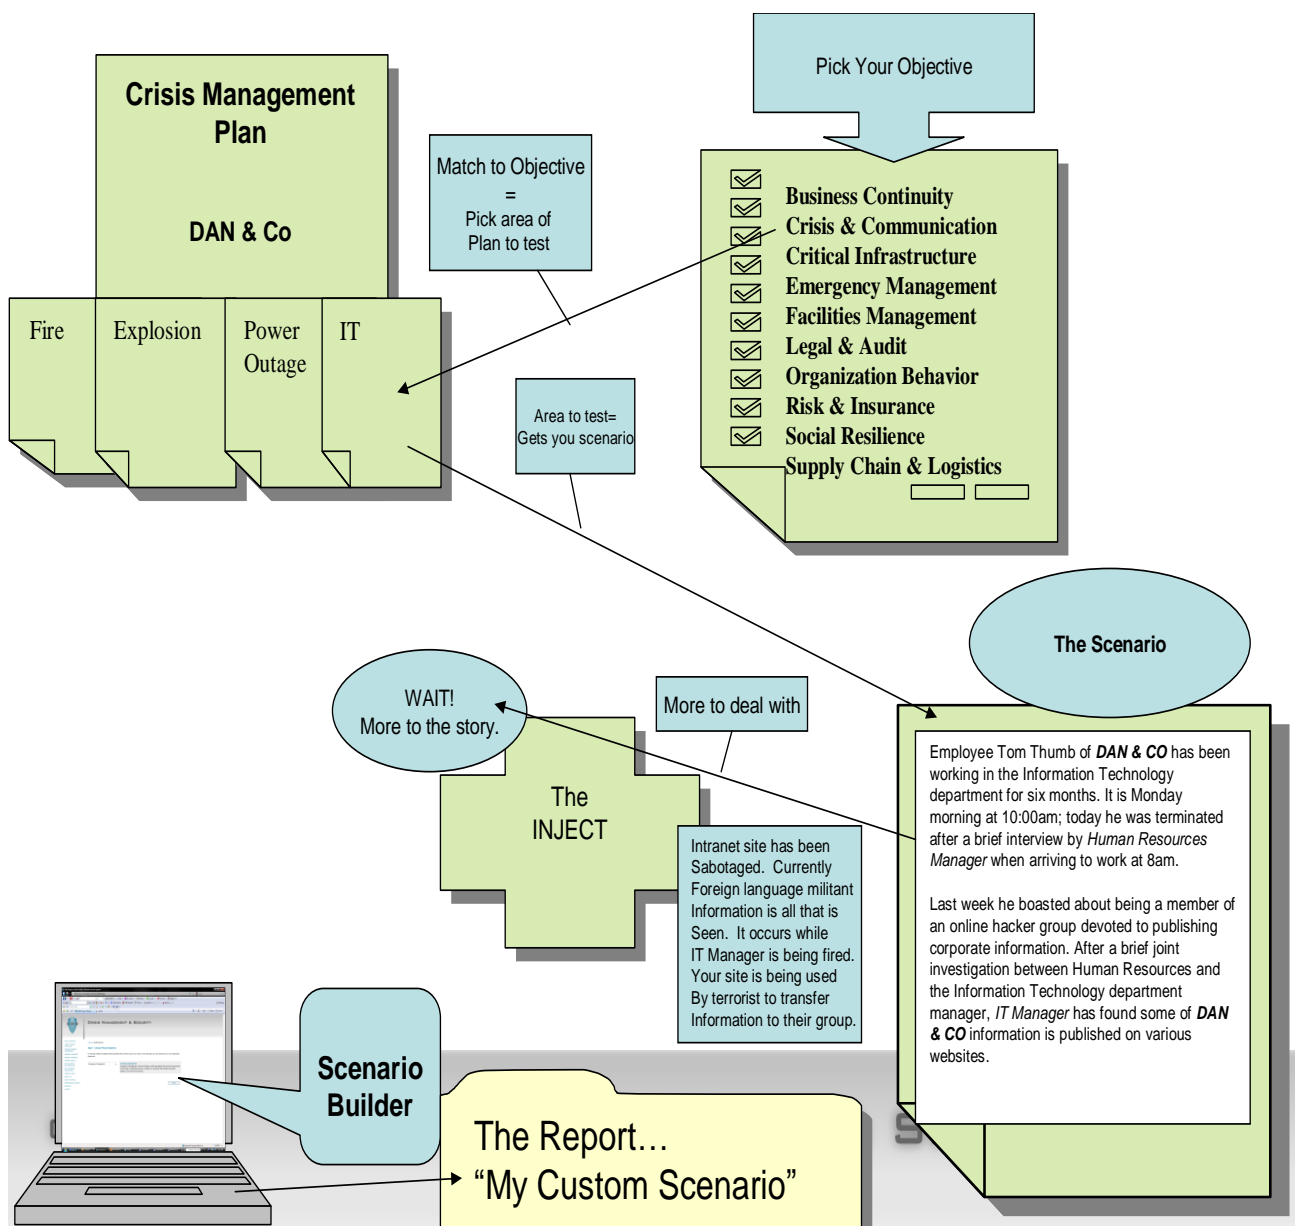 Pick Your Objective
Crisis Management
Plan
DAN & Co
Match to Objective
=
Pick area of
Plan to test
Business Continuity
Crisis & Communication
Critical Infrastructure
Emergency Management
Facilities Management
Legal & Audit
Organization Behavior
Risk & Insurance
Social Resilience
Supply Chain & Logistics
Fire
Explosion
Power
Outage
IT
Area to test=
Gets you scenario
The Scenario
Employee Tom Thumb of DAN & CO has been
working in the Information Technology
department for six months. It is Monday
morning at 10:00am; today he was terminated
after a brief interview by Human Resources
Manager when arriving to work at 8am.
Last week he boasted about being a member of
an online hacker group devoted to publishing
corporate information. After a brief joint
investigation between Human Resources and
the Information Technology department
manager, IT Manager has found some of DAN
& CO information is published on various
websites.
More to deal with
WAIT!
More to the story.
The
INJECT
Intranet site has been
Sabotaged. Currently
Foreign language militant
Information is all that is
Seen. It occurs while
IT Manager is being fired.
Your site is being used
By terrorist to transfer
Information to their group.
Crisis Management & Security
Scenario
Builder
The Report…
“My Custom Scenario”